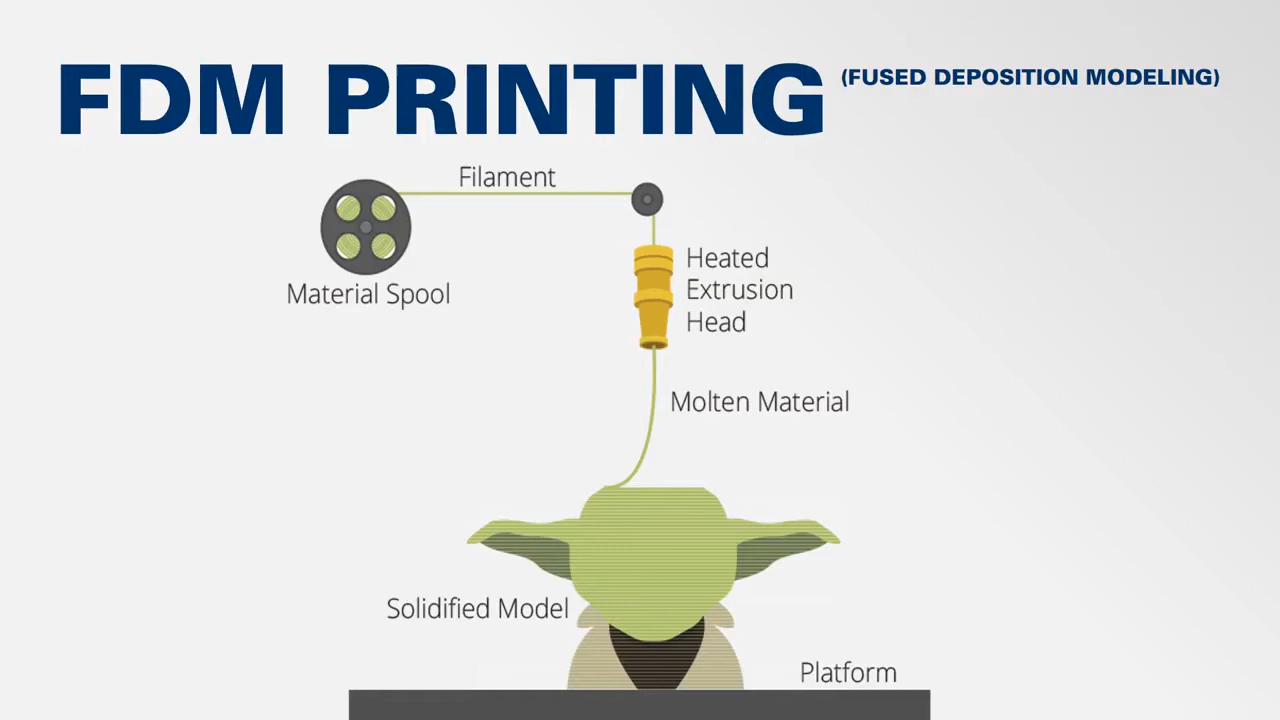 FDM PRINTING (FUSED DEPOSITION MODELING)
Filament
Material Spool
Heated
Extrusion
Head
Molten Material
Solidified Model
Platform